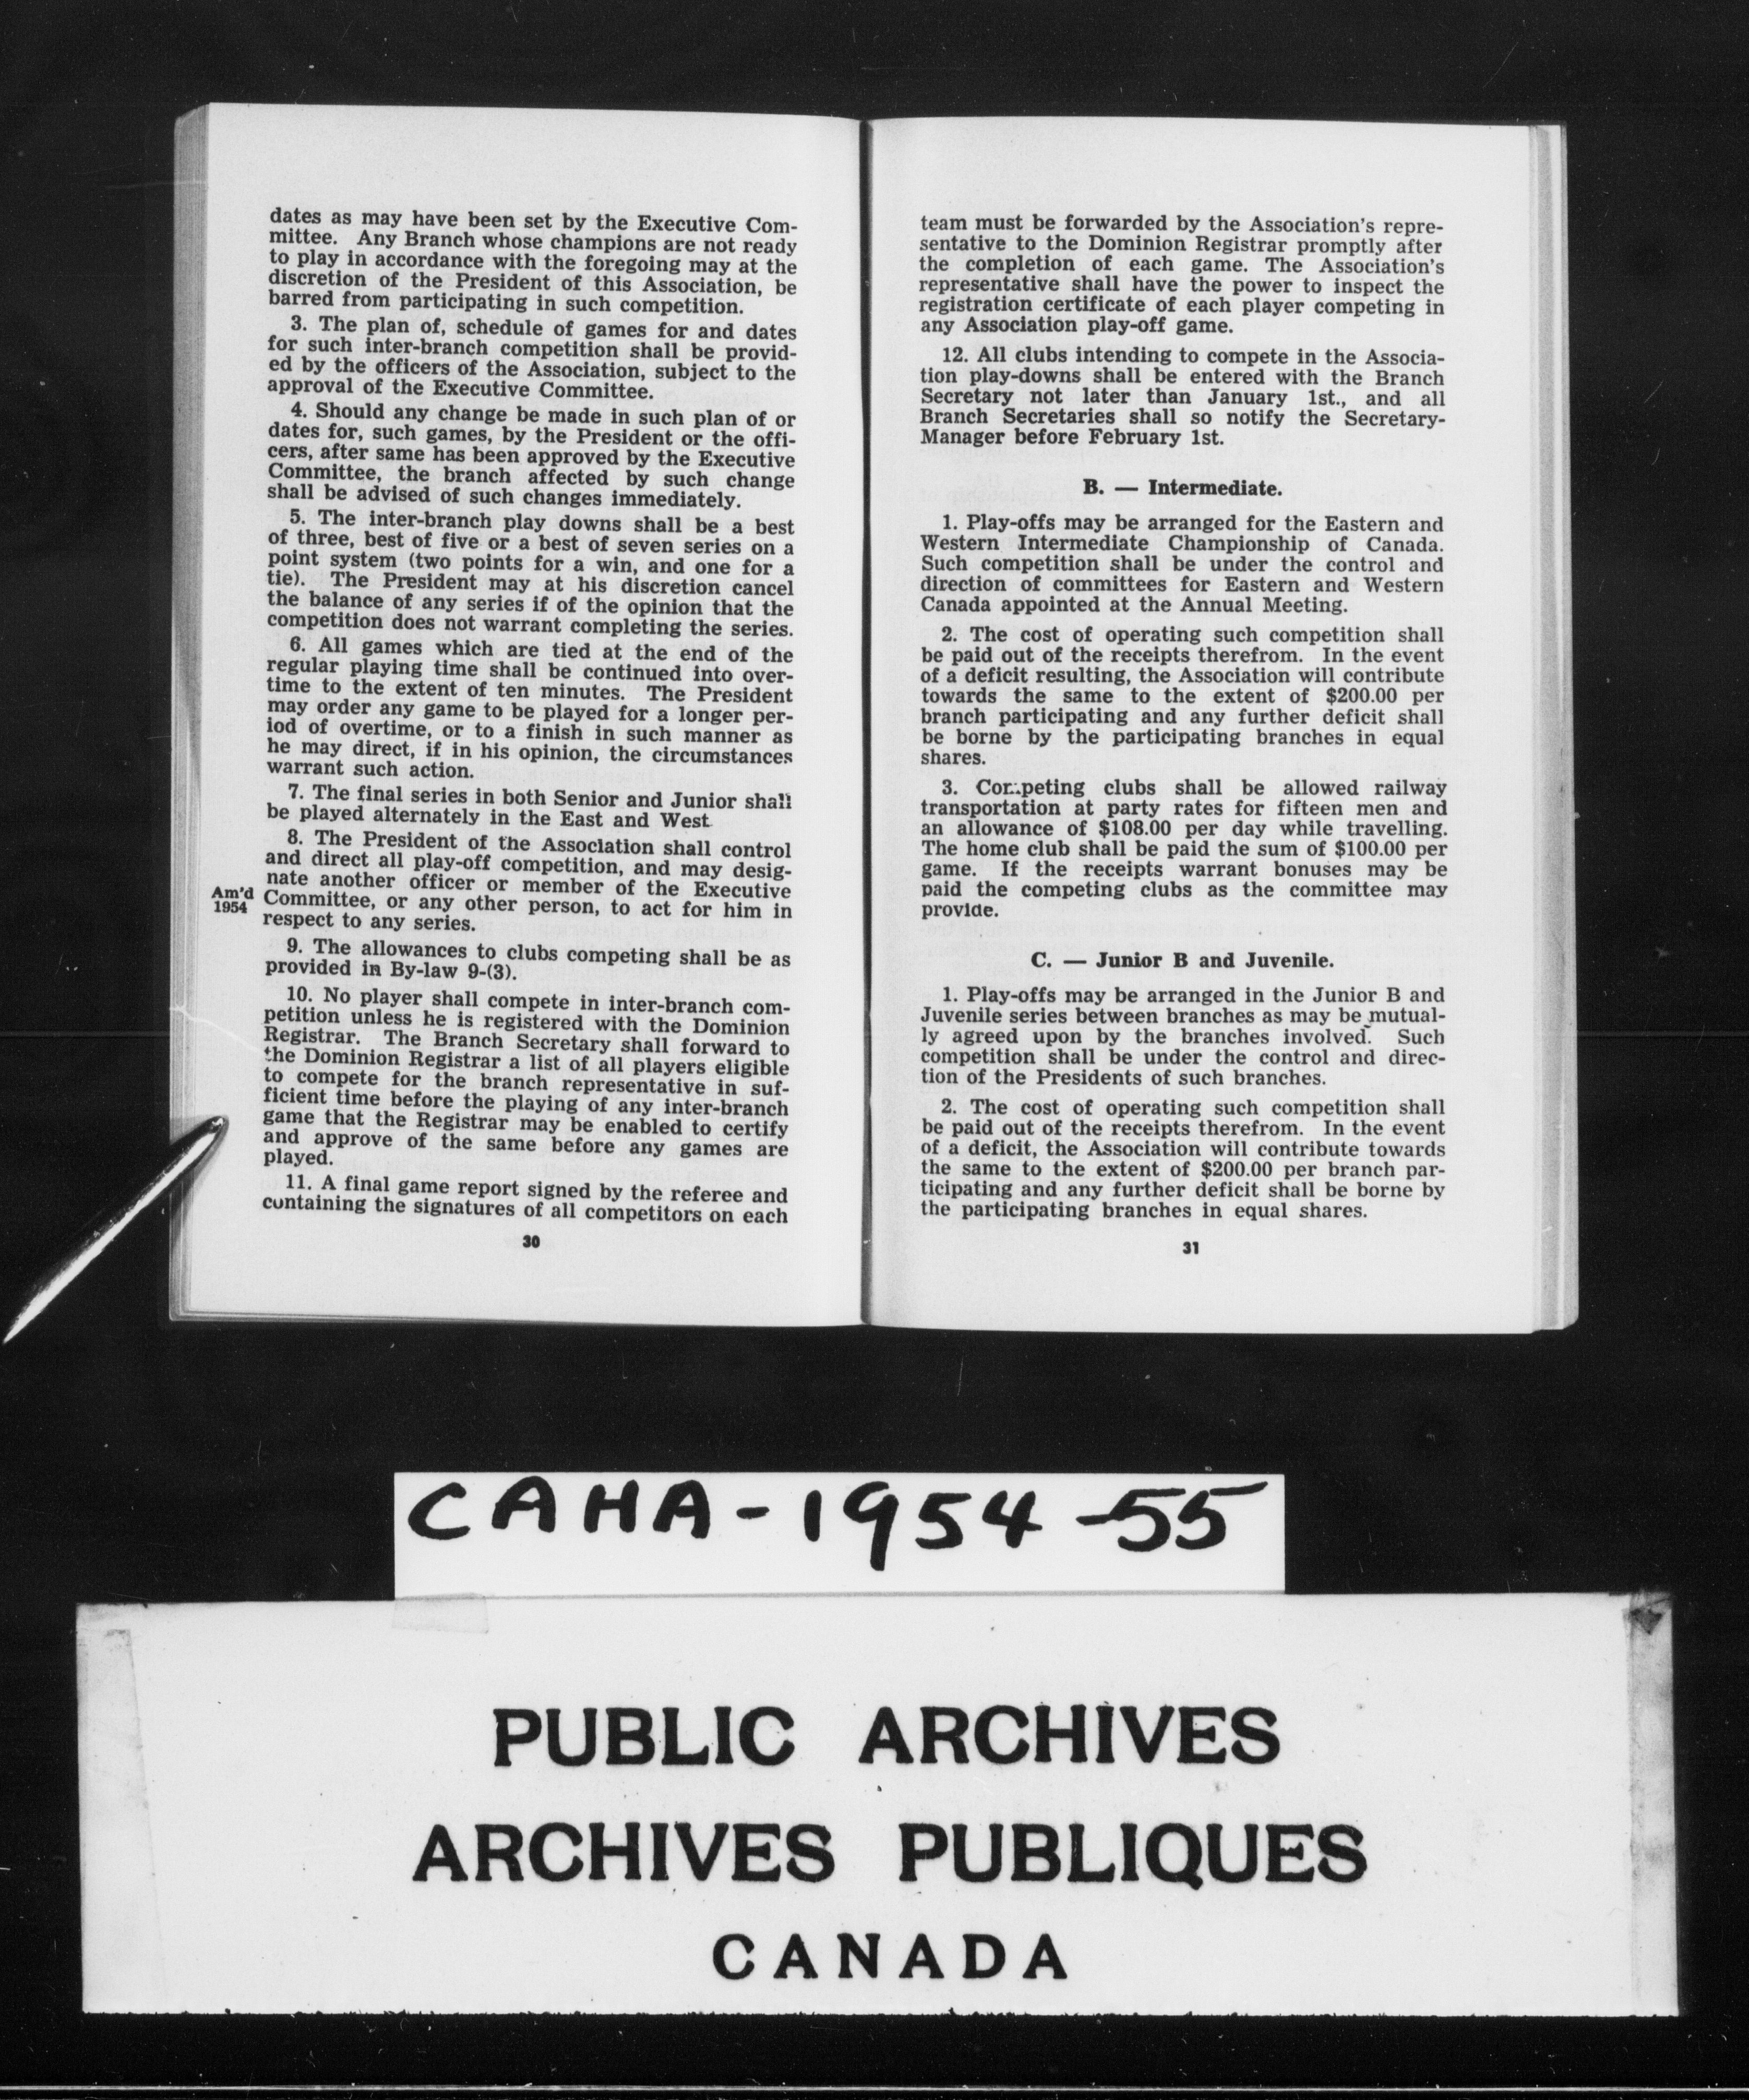 dates as may have been set by the Executive Com-
mittee. Any Branch whose champions are not ready
to play in accordance with the foregoing may at the
discretion of the President of this Association, be
barred from participating in such competition.
3. The plan of, schedule of games for and dates
for such inter-branch competition shall be provid-
ed by the officers of the Association, subject to the
approval of the Executive Committee.
4. Should any change be made in such plan of or
dates for, such games, by the President or the offi-
cers, after same has been approved by the Executive
Committee, the branch affected by such change
shall be advised of such changes immediately.
5. The inter-branch play downs shall be a best
of three, best of five or a best of seven series on a
point system (two points for a win, and one for a
tie). The President may at his discretion cancel
the balance of any series if of the opinion that the
competition does not warrant completing the series.
6. All games which are tied at the end of the
regular playing time shall be continued into over-
time to the extent of ten minutes. The President
may order any game to be played for a longer per-
iod of overtime, or to a finish in such manner as
he may direct, if in his opinion, the circumstances
warrant such action.
7. The final series in both Senior and Junior shall
be played alternately in the East and West
8. The President of the Association shall control
and direct all play-off competition, and may desig-
nate another officer or member of the Executive
Am'd
1954
Committee, or any other person, to act for him in
respect to any series.
9. The allowances to clubs competing shall be as
provided in By-law 9-(3).
10. No player shall compete in inter-branch com-
petition unless he is registered with the Dominion
Registrar. The Branch Secretary shall forward to
the Dominion Registrar a list of all players eligible
to compete for the branch representative in suf-
ficient time before the playing of any inter-branch
game that the Registrar may be enabled to certify
and approve of the same before any games are
played.
11. A final game report signed by the referee and
containing the signatures of all competitors on each
30
team must be forwarded by the Association's repre-
sentative to the Dominion Registrar promptly after
the completion of each game. The Association's
representative shall have the power to inspect the
registration certificate of each player competing in
any Association play-off game.
12. All clubs intending to compete in the Associa-
tion play-downs shall be entered with the Branch
Secretary not later than January 1st., and all
Branch Secretaries shall so notify the Secretary-
Manager before February 1st.
B. — Intermediate.
1. Play-offs may be arranged for the Eastern and
Western Intermediate Championship of Canada.
Such competition shall be under the control and
direction of committees for Eastern and Western
Canada appointed at the Annual Meeting.
2. The cost of operating such competition shall
be paid out of the receipts therefrom. In the event
of a deficit resulting, the Association will contribute
towards the same to the extent of $200.00 per
branch participating and any further deficit shall
be borne by the participating branches in equal
shares.
3. Competing clubs shall be allowed railway
transportation at party rates for fifteen men and
an allowance of $108.00 per day while travelling.
The home club shall be paid the sum of $100.00 per
game. If the receipts warrant bonuses may be
paid the competing clubs as the committee may
provide.
C. — Junior B and Juvenile.
1. Play-offs may be arranged in the Junior B and
Juvenile series between branches as may be mutual-
ly agreed upon by the branches involved. Such
competition shall be under the control and direc-
tion of the Presidents of such branches.
2. The cost of operating such competition shall
be paid out of the receipts therefrom. In the event
of a deficit, the Association will contribute towards
the same to the extent of $200.00 per branch par-
ticipating and any further deficit shall be borne by
the participating branches in equal shares.
31
CAHA-1954-55
PUBLIC ARCHIVES
ARCHIVES PUBLIQUES
CANADA